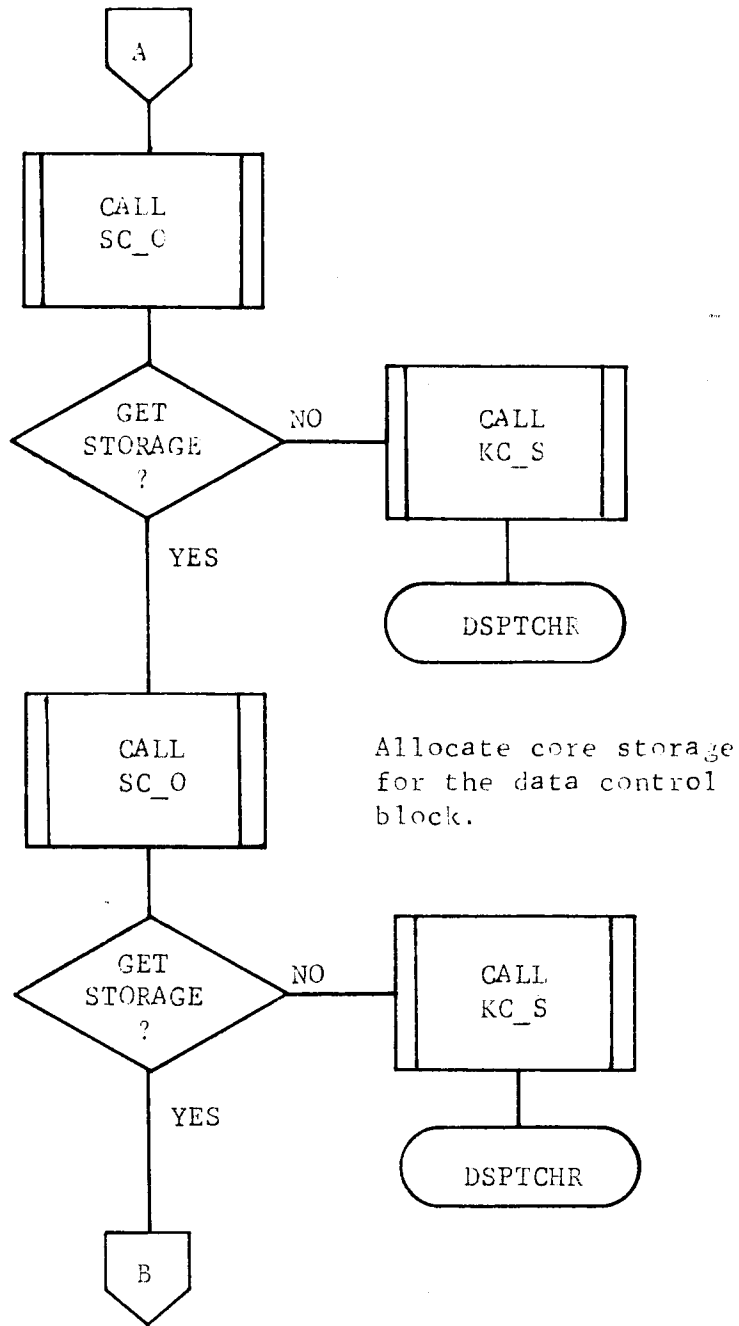 A
CALL
SC_O
GET
STORAGE
?
NO
CALL
KC_S
YES
DSPTCHR
CALL
SC_O
Allocate core storage
for the data control
block.
GET
STORAGE
?
NO
CALL
KC_S
YES
DSPTCHR
B